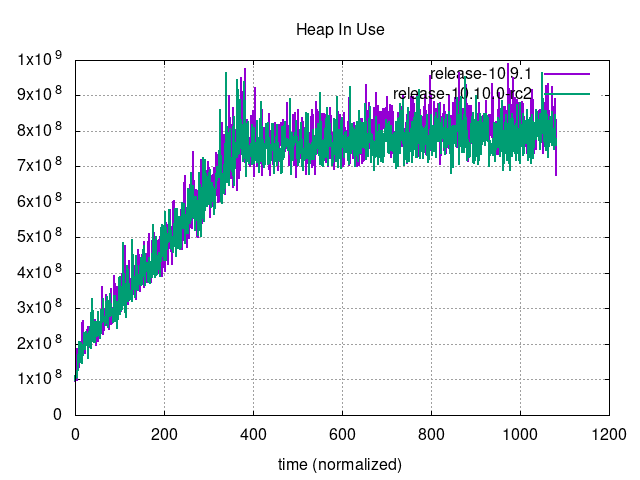 Heap In Use
1x10^9
9x10^8
8x10^8
7x10^8
6x10^8
5x10^8
4x10^8
3x10^8
2x10^8
1x10^8
0
release-10.9.1
release-10.10.0-rc2
0 200 400 600 800 1000 1200
time (normalized)